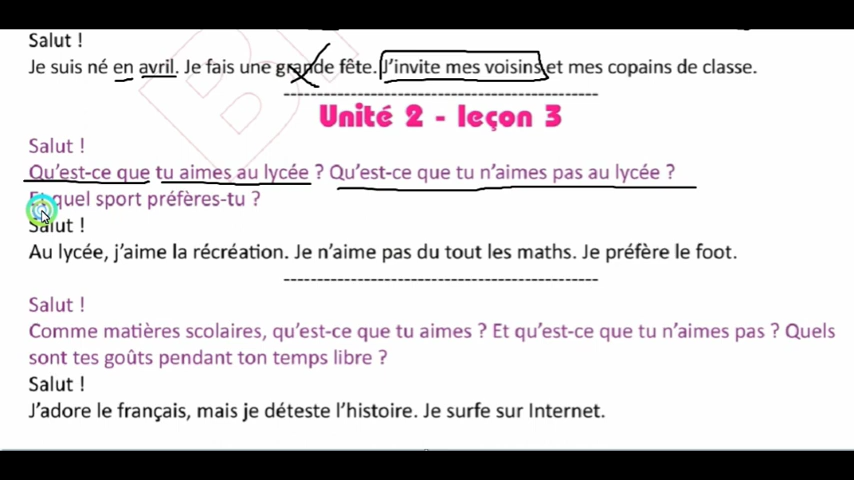 Salut !
Je suis né en avril. Je fais une grande fête. J'invite mes voisins et mes copains de classe.
------------------------------------------------
Unité 2 - leçon 3
Salut !
Qu'est-ce que tu aimes au lycée ? Qu'est-ce que tu n'aimes pas au lycée ?
Et quel sport préfères-tu ?
Salut !
Au lycée, j'aime la récréation. Je n'aime pas du tout les maths. Je préfère le foot.
------------------------------------------------
Salut !
Comme matières scolaires, qu'est-ce que tu aimes ? Et qu'est-ce que tu n'aimes pas ? Quels
sont tes goûts pendant ton temps libre ?
Salut !
J'adore le français, mais je déteste l'histoire. Je surfe sur Internet.